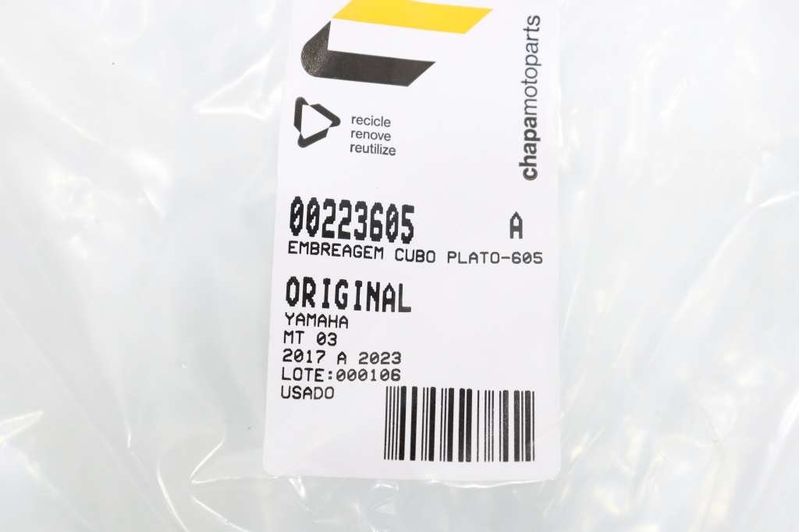 chapamotoparts
recicle
renove
reutilize
00223605 A
EMBREAGEM CUBO PLATO-605
ORIGINAL
YAMAHA
MT 03
2017 A 2023
LOTE:000106
USADO